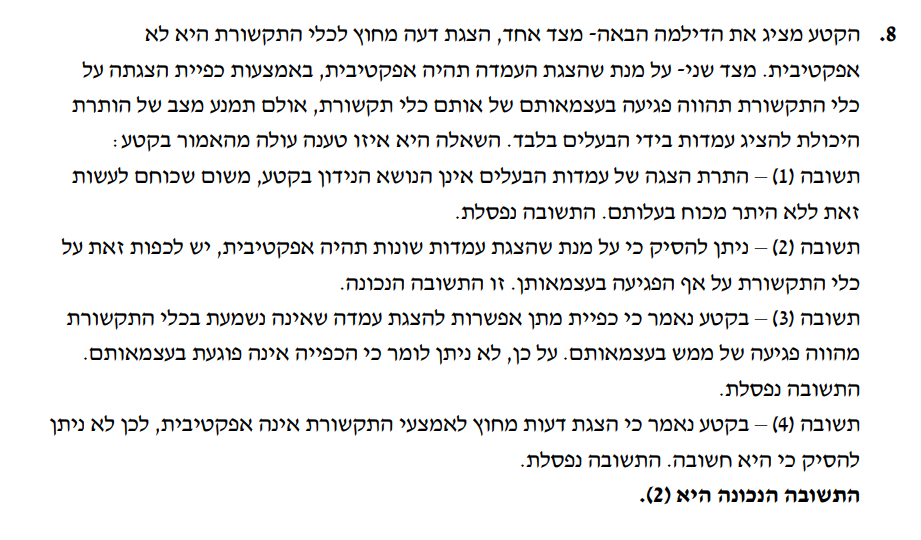 8. הקטע מציג את הדילמה הבאה- מצד אחד, הצגת דעה מחוץ לכלי התקשורת היא לא
אפקטיבית. מצד שני- על מנת שהצגת העמדה תהיה אפקטיבית, באמצעות כפיית הצגתה על
כלי התקשורת תהווה פגיעה בעצמאותם של אותם כלי תקשורת, אולם תמנע מצב של הותרת
היכולת להציג עמדות בידי הבעלים בלבד. השאלה היא איזו טענה עולה מהאמור בקטע:
תשובה (1) – התרת הצגה של עמדות הבעלים אינן הנושא הנידון בקטע, משום שכוחם לעשות
זאת ללא היתר מכוח בעלותם. התשובה נפסלת.
תשובה (2) – ניתן להסיק כי על מנת שהצגת עמדות שונות תהיה אפקטיבית, יש לכפות זאת על
כלי התקשורת על אף הפגיעה בעצמאותן. זו התשובה הנכונה.
תשובה (3) – בקטע נאמר כי כפיית מתן אפשרות להצגת עמדה שאינה נשמעת בכלי התקשורת
מהווה פגיעה של ממש בעצמאותם. על כן, לא ניתן לומר כי הכפייה אינה פוגעת בעצמאותם.
התשובה נפסלת.
תשובה (4) – בקטע נאמר כי הצגת דעות מחוץ לאמצעי התקשורת אינה אפקטיבית, לכן לא ניתן
להסיק כי היא חשובה. התשובה נפסלת.
התשובה הנכונה היא (2).